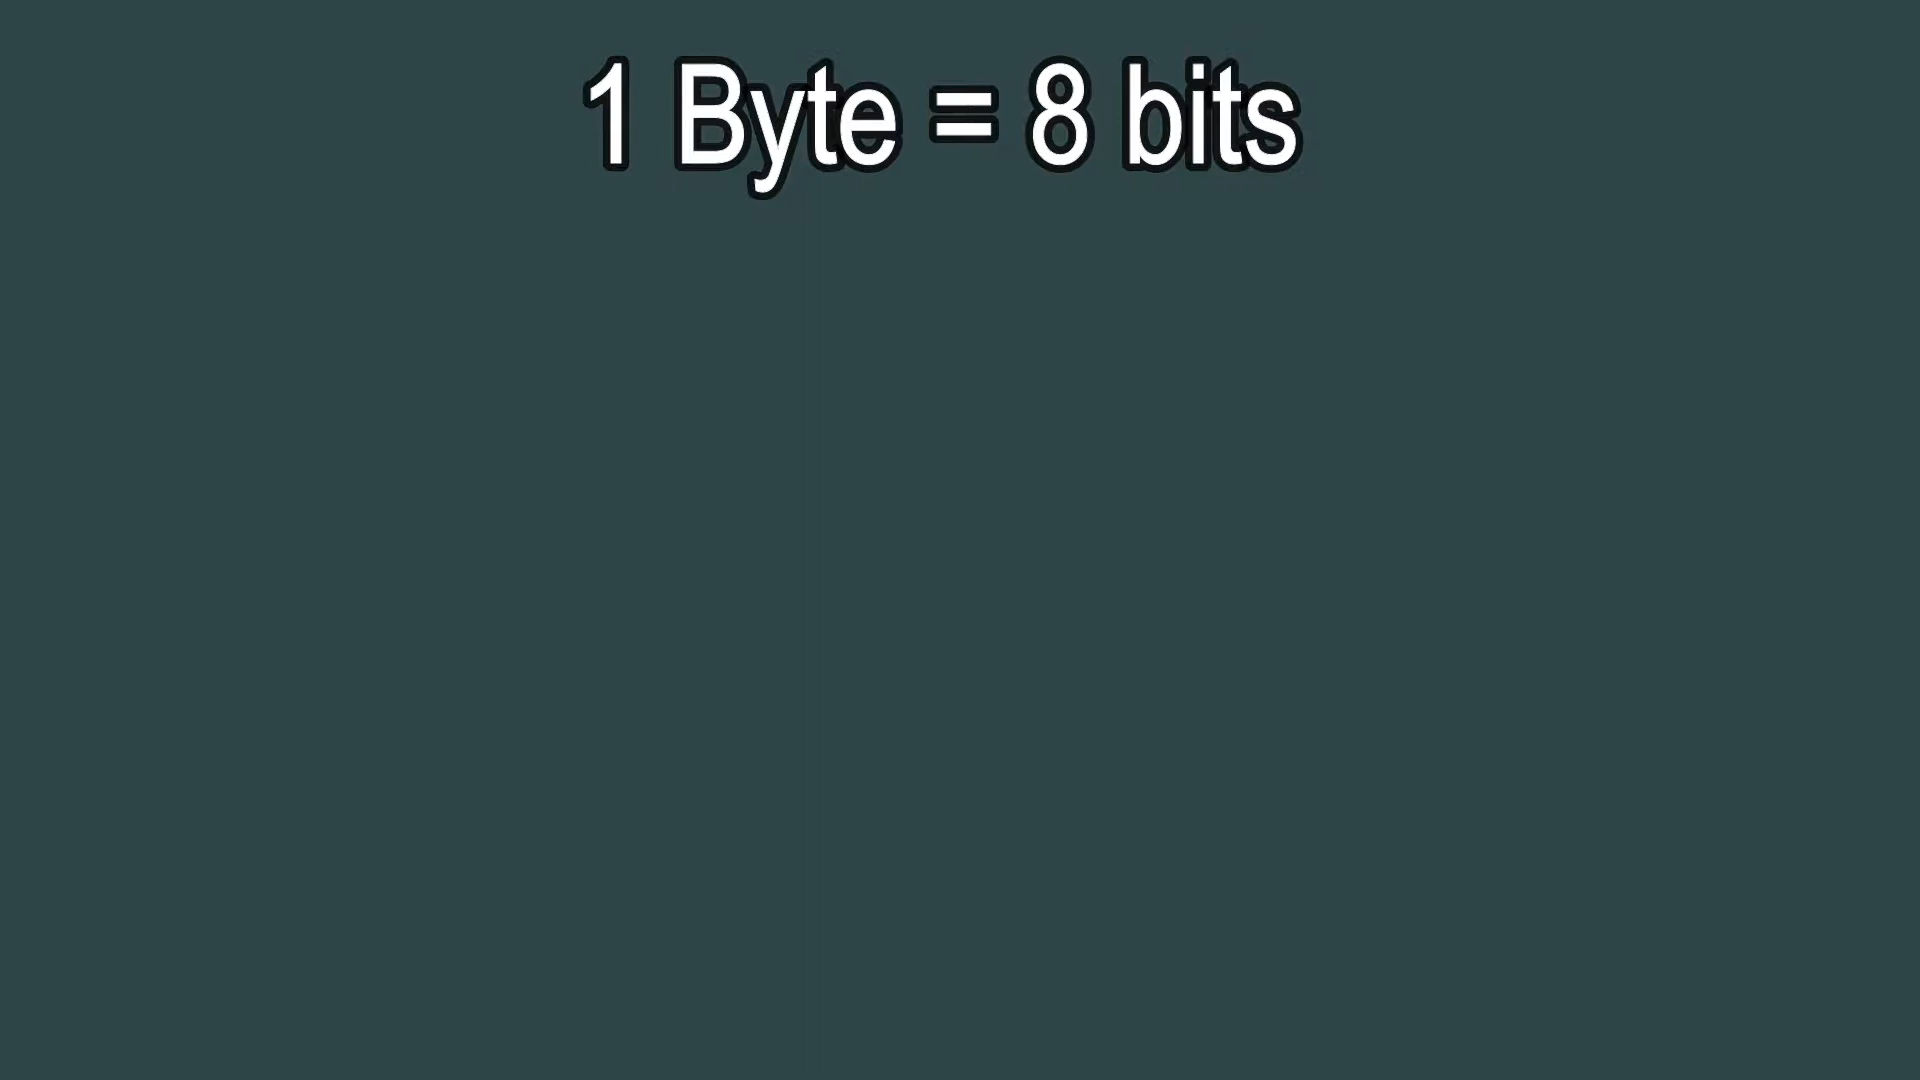 1 Byte = 8 bits